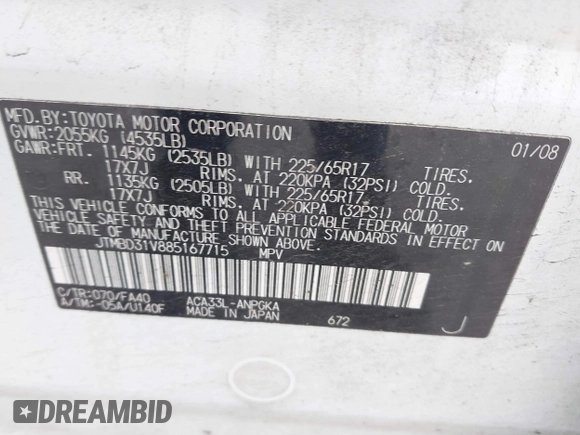 MFD.BY:TOYOTA MOTOR CORPORATION 01/08
GVWR:2055KG (4535LB)
GAWR:FRT. 1145KG (2535LB) WITH 225/65R17 TIRES.
17X7J RIMS.AT 220KPA (32PSI) COLD.
RR. 1135KG (2505LB) WITH 225/65R17 TIRES.
17X7J RIMS.AT 220KPA (32PSI) COLD.
THIS VEHICLE CONFORMS TO ALL APPLICABLE FEDERAL MOTOR
VEHICLE SAFETY AND THEFT PREVENTION STANDARDS IN EFFECT ON
THE DATE OF MANUFACTURE SHOWN ABOVE.
JTMBD31V885167715 MPV
C/TR:070/FA40 ACA33L-ANPGKA
A/TM:-05A/U140F MADE IN JAPAN 672 J
DREAMBID